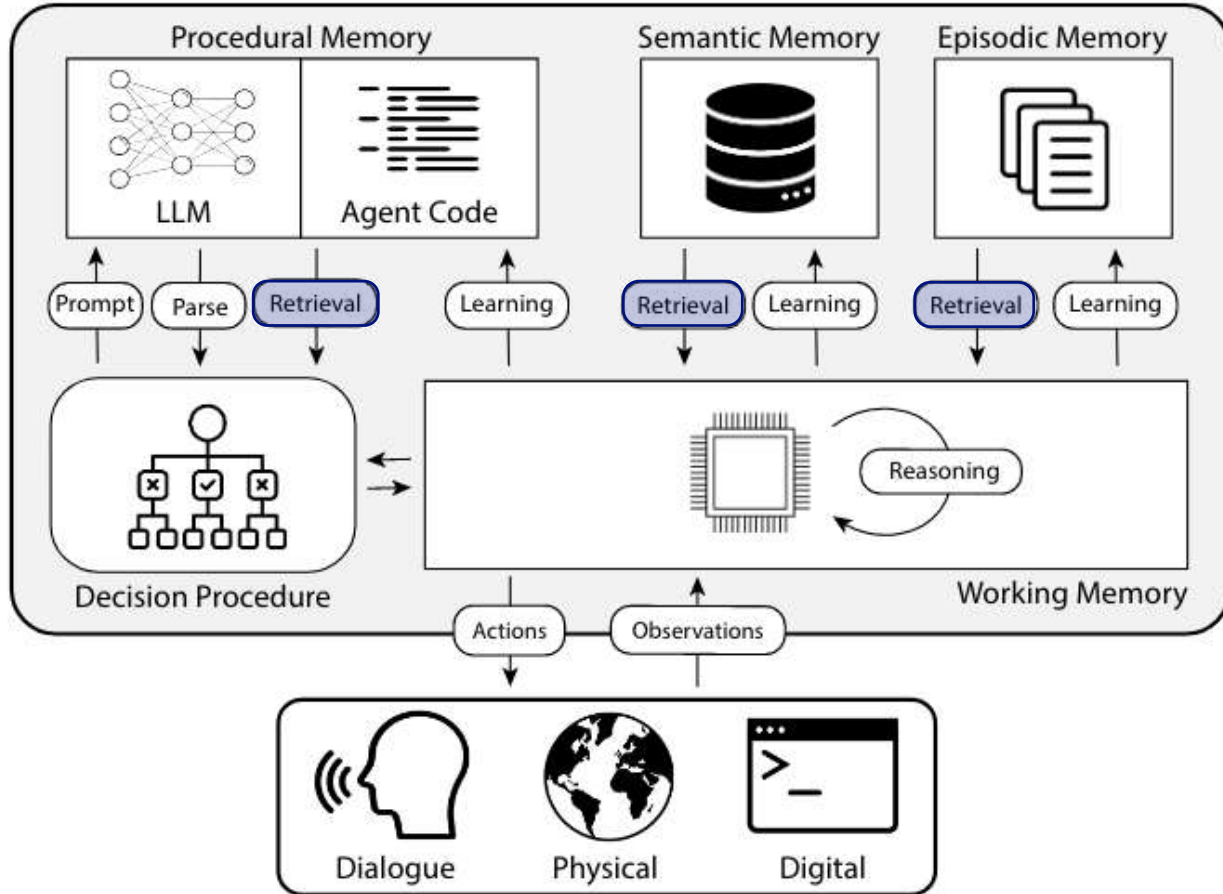 Procedural Memory
Semantic Memory
Episodic Memory
LLM
Agent Code
Prompt
Parse
Retrieval
Learning
Retrieval
Learning
Retrieval
Learning
Reasoning
Decision Procedure
Working Memory
Actions
Observations
>_
Dialogue
Physical
Digital